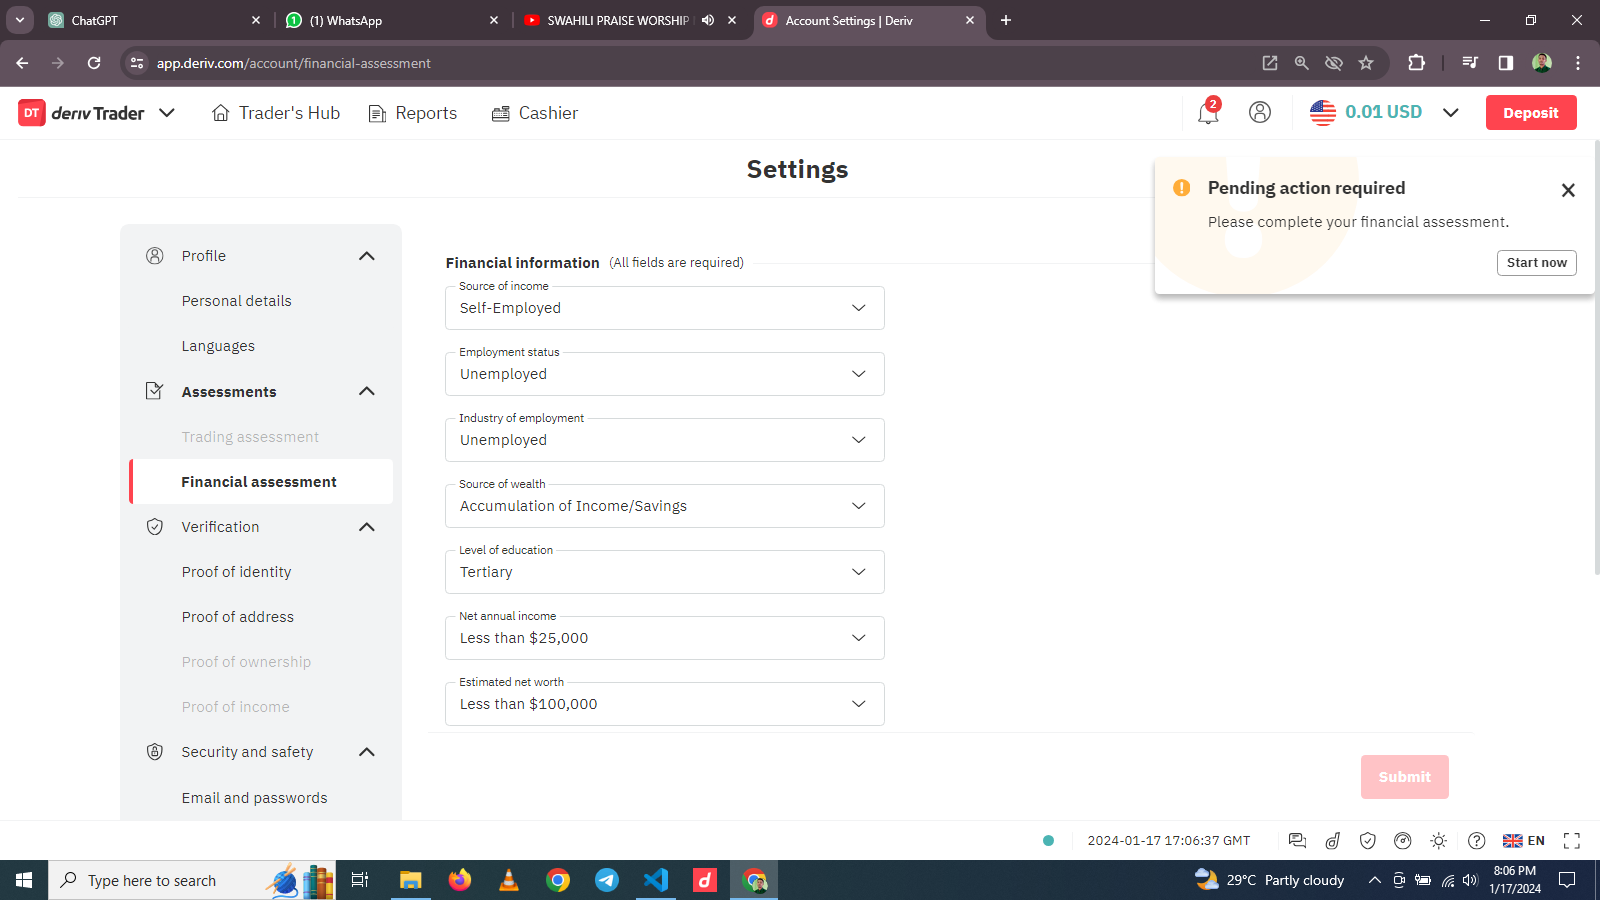 ChatGPT
(1) WhatsApp
SWAHILI PRAISE WORSHIP
Account Settings | Deriv
app.deriv.com/account/financial-assessment
DT deriv Trader
Trader's Hub
Reports
Cashier
2
0.01 USD
Deposit
Settings
Pending action required
Please complete your financial assessment.
Start now
Profile
Personal details
Languages
Assessments
Trading assessment
Financial assessment
Verification
Proof of identity
Proof of address
Proof of ownership
Proof of income
Security and safety
Email and passwords
Financial information (All fields are required)
Source of income
Self-Employed
Employment status
Unemployed
Industry of employment
Unemployed
Source of wealth
Accumulation of Income/Savings
Level of education
Tertiary
Net annual income
Less than $25,000
Estimated net worth
Less than $100,000
Submit
2024-01-17 17:06:37 GMT
EN
Type here to search
29°C Partly cloudy
8:06 PM
1/17/2024